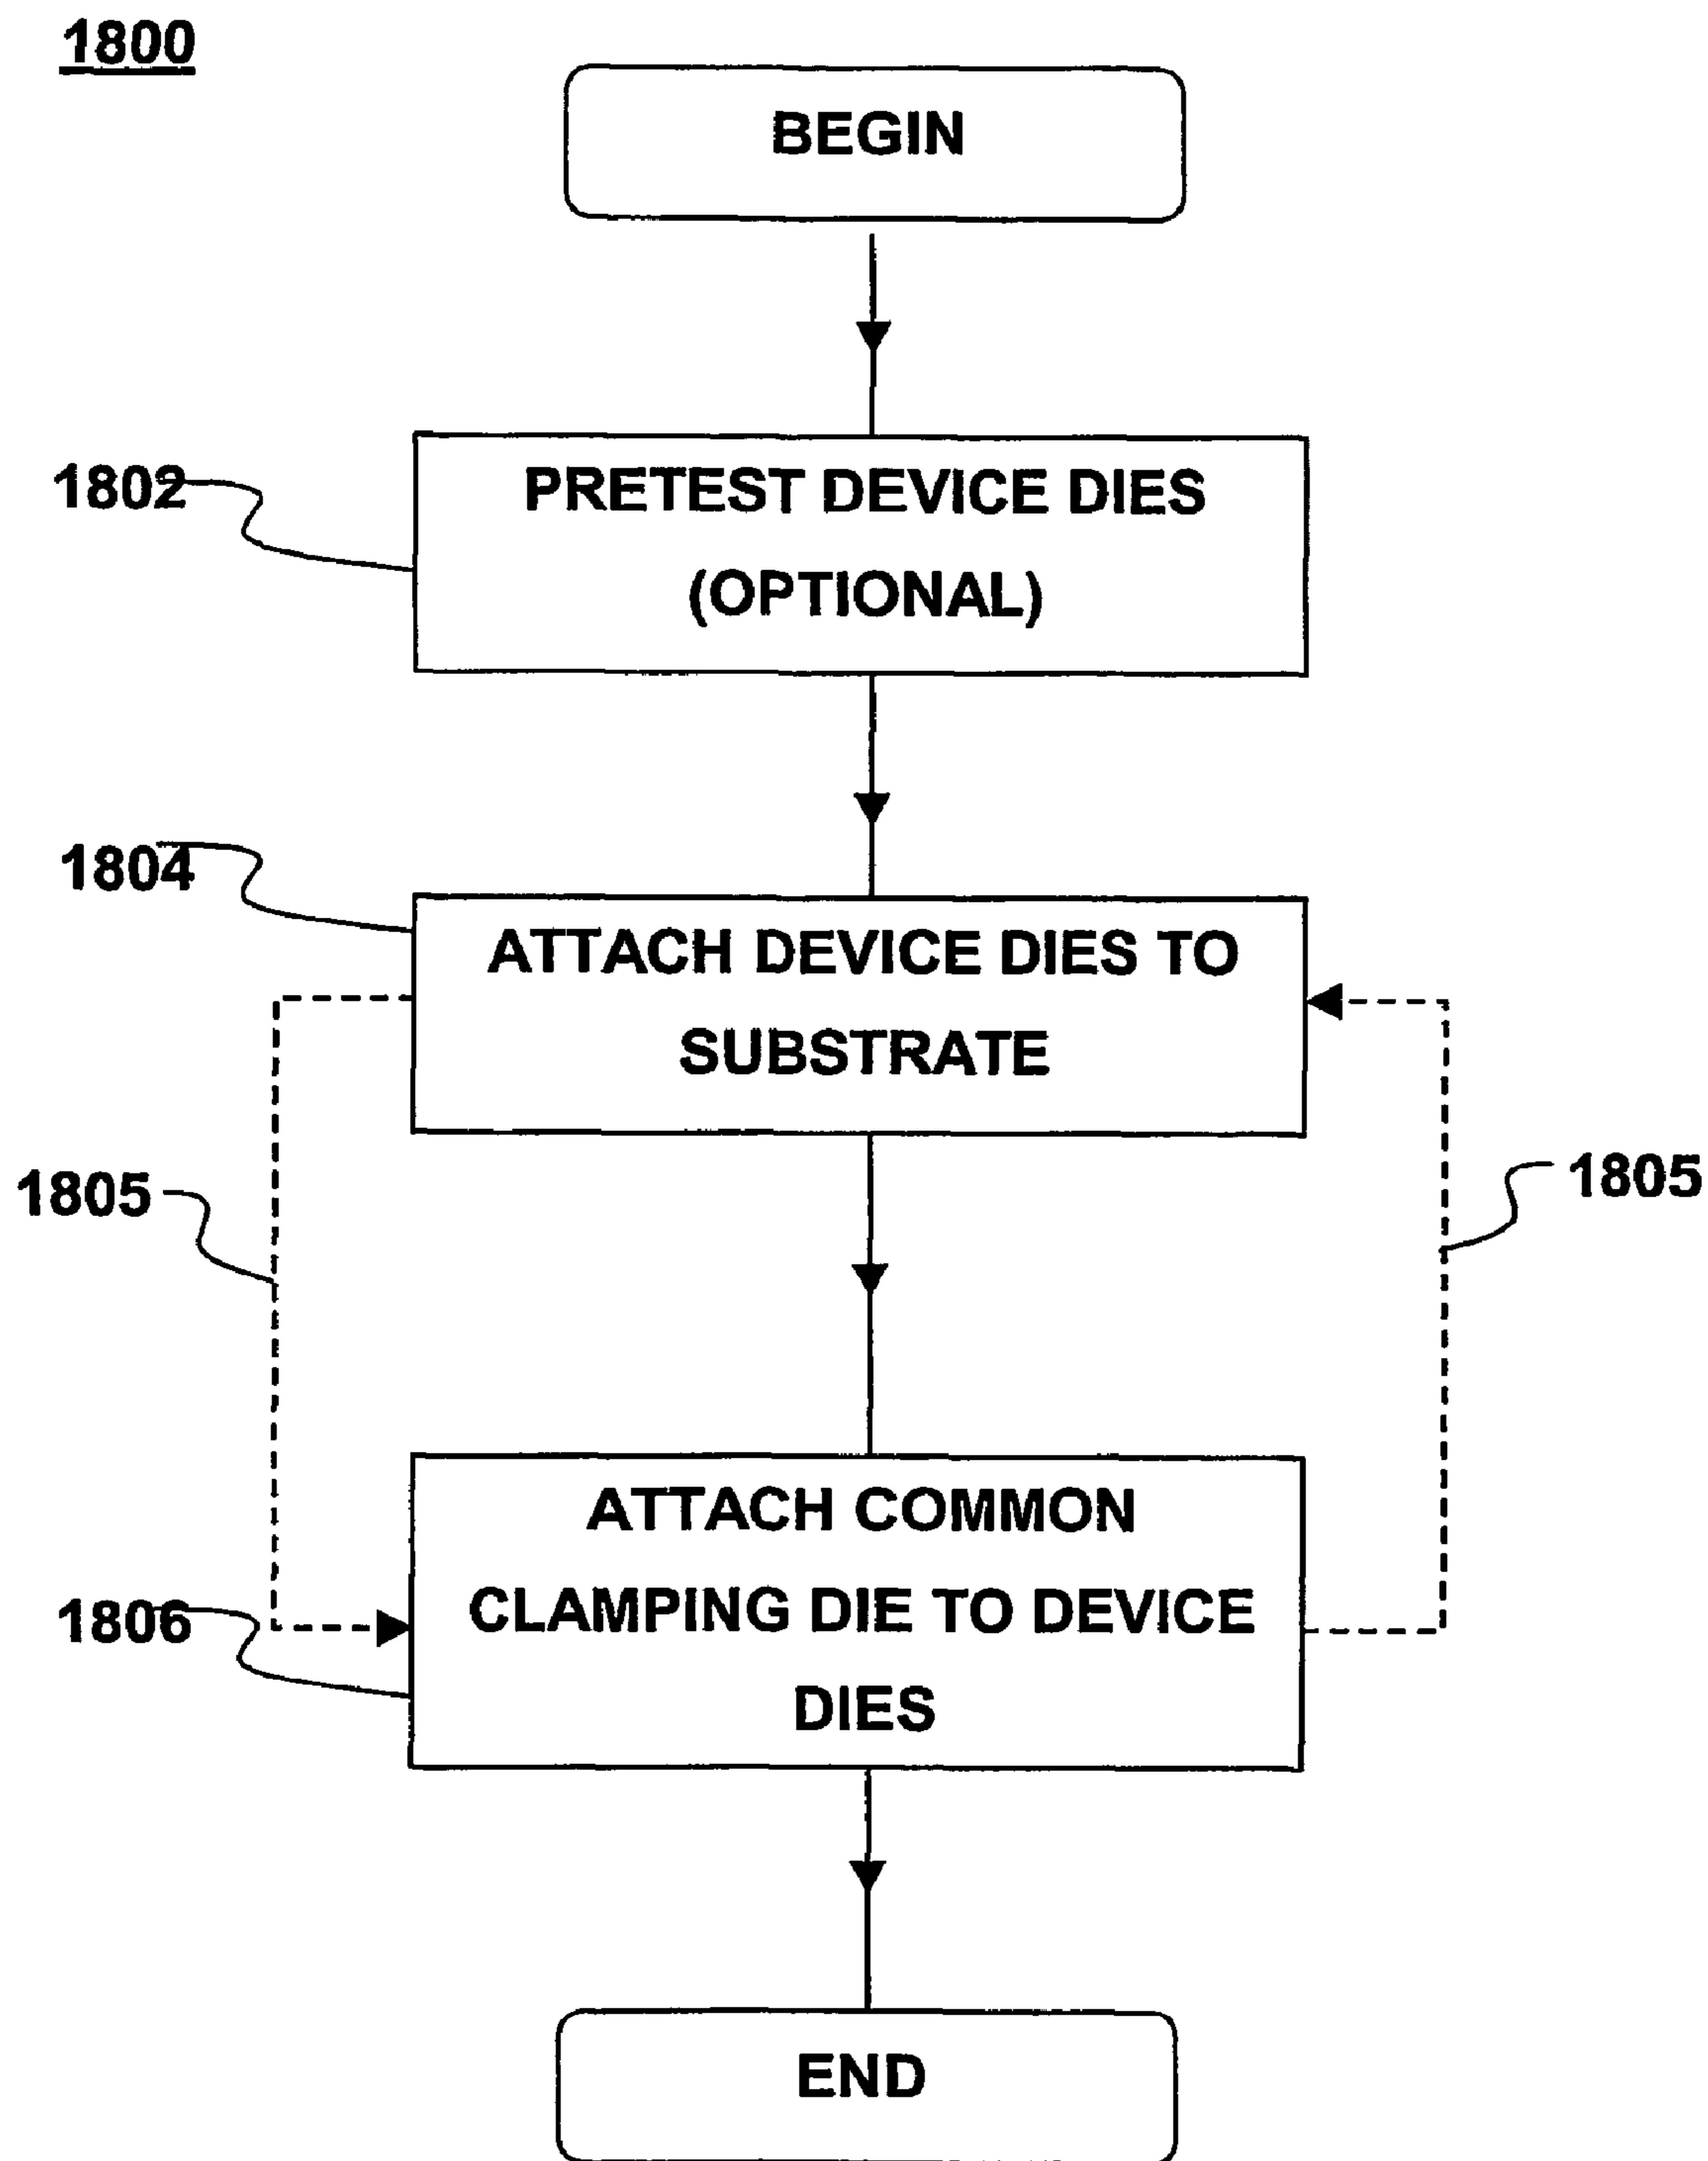 1800
BEGIN
1802
PRETEST DEVICE DIES
(OPTIONAL)
1804
ATTACH DEVICE DIES TO
SUBSTRATE
1805
1805
1806
ATTACH COMMON
CLAMPING DIE TO DEVICE
DIES
END